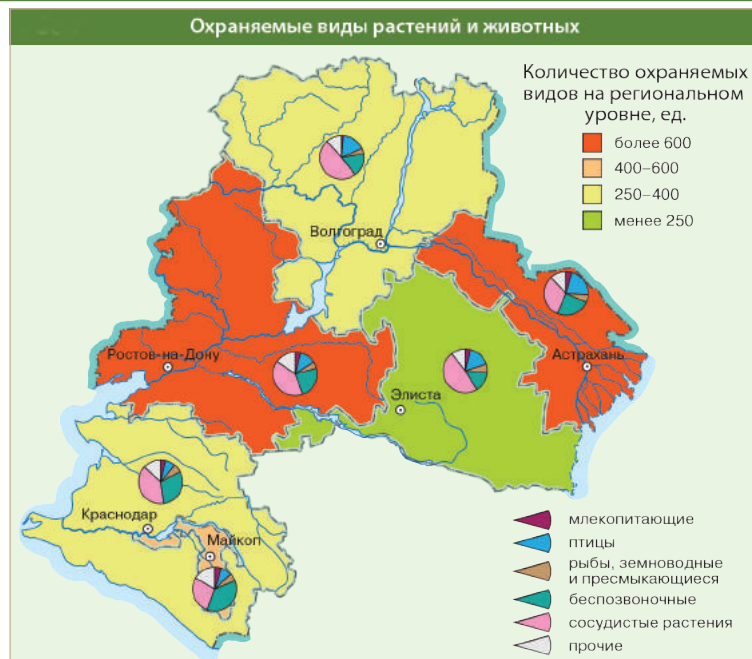 Охраняемые виды растений и животных
Количество охраняемых
видов на региональном
уровне, ед.
более 600
400–600
250–400
менее 250
Волгоград
Ростов-на-Дону
Астрахань
Элиста
Краснодар
Майкоп
млекопитающие
птицы
рыбы, земноводные
и пресмыкающиеся
беспозвоночные
сосудистые растения
прочие